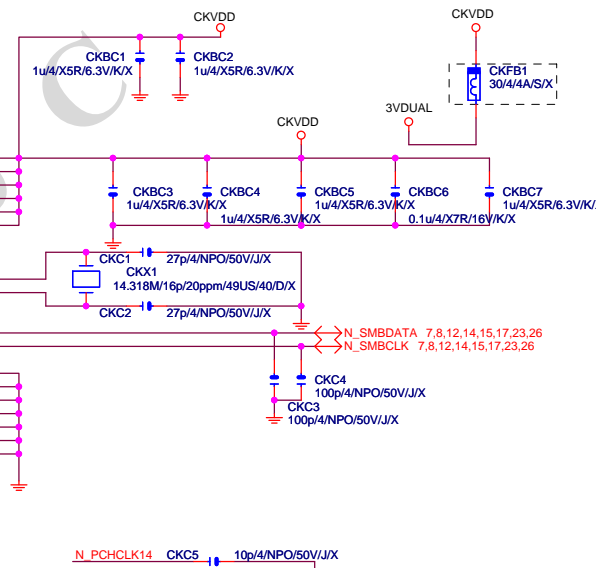 CKVDD
CKVDD
CKBC1
1u/4/X5R/6.3V/K/X
CKBC2
1u/4/X5R/6.3V/K/X
CKFB1
30/4/4A/S/X
3VDUAL
CKVDD
CKBC3
1u/4/X5R/6.3V/K/X
CKBC4
1u/4/X5R/6.3V/K/X
CKBC5
1u/4/X5R/6.3V/K/X
CKBC6
0.1u/4/X7R/16V/K/X
CKBC7
1u/4/X5R/6.3V/K/
CKC1
27p/4/NPO/50V/J/X
CKX1
14.318M/16p/20ppm/49US/40/D/X
CKC2
27p/4/NPO/50V/J/X
N_SMBDATA 7,8,12,14,15,17,23,26
N_SMBCLK 7,8,12,14,15,17,23,26
CKC4
100p/4/NPO/50V/J/X
CKC3
100p/4/NPO/50V/J/X
N_PCHCLK14
CKC5
10p/4/NPO/50V/J/X
C